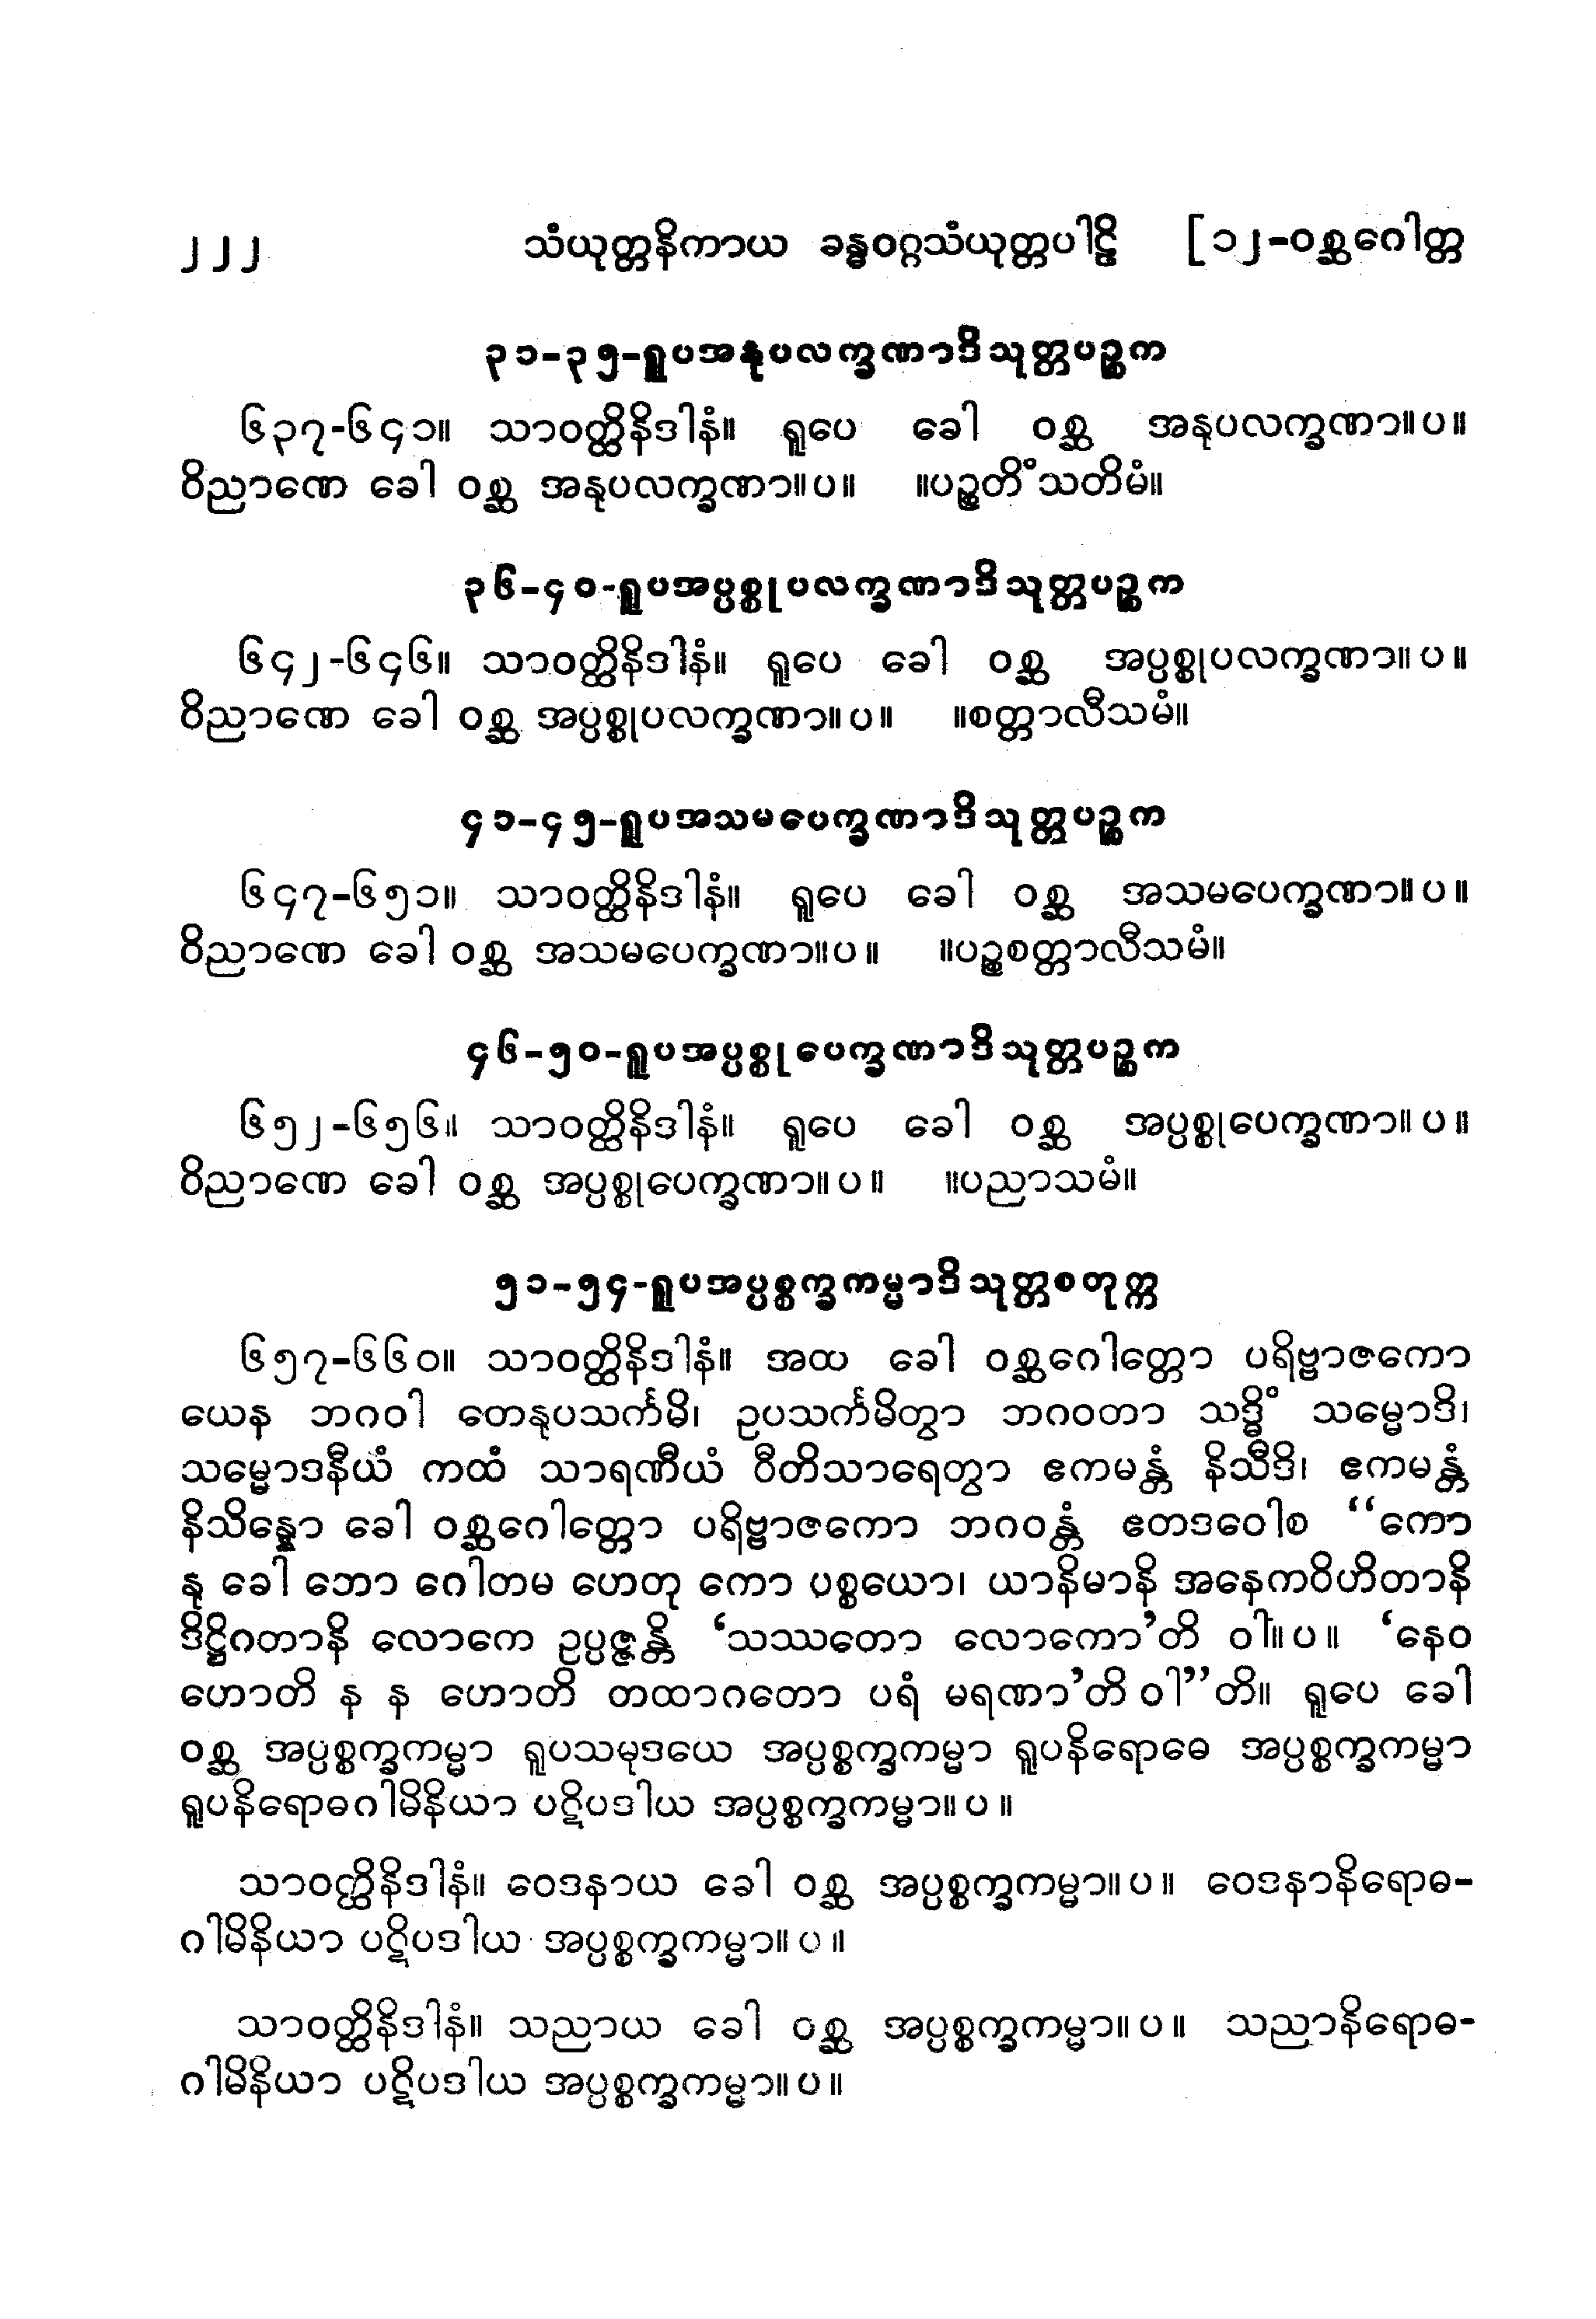 ၂၂၂ သံယုတ္တနိကာယ ခန္ဓဝဂ္ဂသံယုတ္တပါဠိ [၁၂-ဝစ္ဆဂေါတ္တ
၃၁-၃၅-ရူပအနုပလက္ခဏာဒိသုတ္တပဉ္စက
၆၃၇-၆၄၁။ သာဝတ္ထိနိဒါနံ။ ရူပေ ခေါ ဝစ္ဆ အနုပလက္ခဏာ။ပ။
ဝိညာဏေ ခေါ ဝစ္ဆ အနုပလက္ခဏာ။ပ။ ။ပဉ္စတိံသတိမံ။
၃၆-၄၀-ရူပအပ္ပစ္စုပလက္ခဏာဒိသုတ္တပဉ္စက
၆၄၂-၆၄၆။ သာဝတ္ထိနိဒါနံ။ ရူပေ ခေါ ဝစ္ဆ အပ္ပစ္စုပလက္ခဏာ။ပ။
ဝိညာဏေ ခေါ ဝစ္ဆ အပ္ပစ္စုပလက္ခဏာ။ပ။ ။စတ္တာလီသမံ။
၄၁-၄၅-ရူပအသမပေက္ခဏာဒိသုတ္တပဉ္စက
၆၄၇-၆၅၁။ သာဝတ္ထိနိဒါနံ။ ရူပေ ခေါ ဝစ္ဆ အသမပေက္ခဏာ။ပ။
ဝိညာဏေ ခေါ ဝစ္ဆ အသမပေက္ခဏာ။ပ။ ။ပဉ္စစတ္တာလီသမံ။
၄၆-၅၀-ရူပအပ္ပစ္စုပေက္ခဏာဒိသုတ္တပဉ္စက
၆၅၂-၆၅၆။ သာဝတ္ထိနိဒါနံ။ ရူပေ ခေါ ဝစ္ဆ အပ္ပစ္စုပေက္ခဏာ။ပ။
ဝိညာဏေ ခေါ ဝစ္ဆ အပ္ပစ္စုပေက္ခဏာ။ပ။ ။ပညာသမံ။
၅၁-၅၄-ရူပအပ္ပစ္စက္ခကမ္မာဒိသုတ္တစတုက္က
၆၅၇-၆၆၀။ သာဝတ္ထိနိဒါနံ။ အထ ခေါ ဝစ္ဆဂေါတ္တော ပရိဗ္ဗာဇကော
ယေန ဘဂဝါ တေနုပသင်္ကမိ၊ ဥပသင်္ကမိတွာ ဘဂဝတာ သဒ္ဓိံ သမ္မောဒိ၊
သမ္မောဒနီယံ ကထံ သာရဏီယံ ဝီတိသာရေတွာ ဧကမန္တံ နိသီဒိ၊ ဧကမန္တံ
နိသိန္နော ခေါ ဝစ္ဆဂေါတ္တော ပရိဗ္ဗာဇကော ဘဂဝန္တံ ဧတဒဝေါစ “ကော
နု ခေါ ဘော ဂေါတမ ဟေတု ကော ပစ္စယော၊ ယာနိမာနိ အနေကဝိဟိတာနိ
ဒိဋ္ဌိဂတာနိ လောကေ ဥပ္ပဇ္ဇန္တိ ‘သဿတော လောကော’တိ ဝါ။ပ။ ‘နေဝ
ဟောတိ န န ဟောတိ တထာဂတော ပရံ မရဏာ’တိ ဝါ”တိ။ ရူပေ ခေါ
ဝစ္ဆ အပ္ပစ္စက္ခကမ္မာ ရူပသမုဒယေ အပ္ပစ္စက္ခကမ္မာ ရူပနိရောဓေ အပ္ပစ္စက္ခကမ္မာ
ရူပနိရောဓဂါမိနိယာ ပဋိပဒါယ အပ္ပစ္စက္ခကမ္မာ။ပ။
သာဝတ္ထိနိဒါနံ။ ဝေဒနာယ ခေါ ဝစ္ဆ အပ္ပစ္စက္ခကမ္မာ။ပ။ ဝေဒနာနိရောဓ-
ဂါမိနိယာ ပဋိပဒါယ အပ္ပစ္စက္ခကမ္မာ။ပ။
သာဝတ္ထိနိဒါနံ။ သညာယ ခေါ ဝစ္ဆ အပ္ပစ္စက္ခကမ္မာ။ပ။ သညာနိရောဓ-
ဂါမိနိယာ ပဋိပဒါယ အပ္ပစ္စက္ခကမ္မာ။ပ။